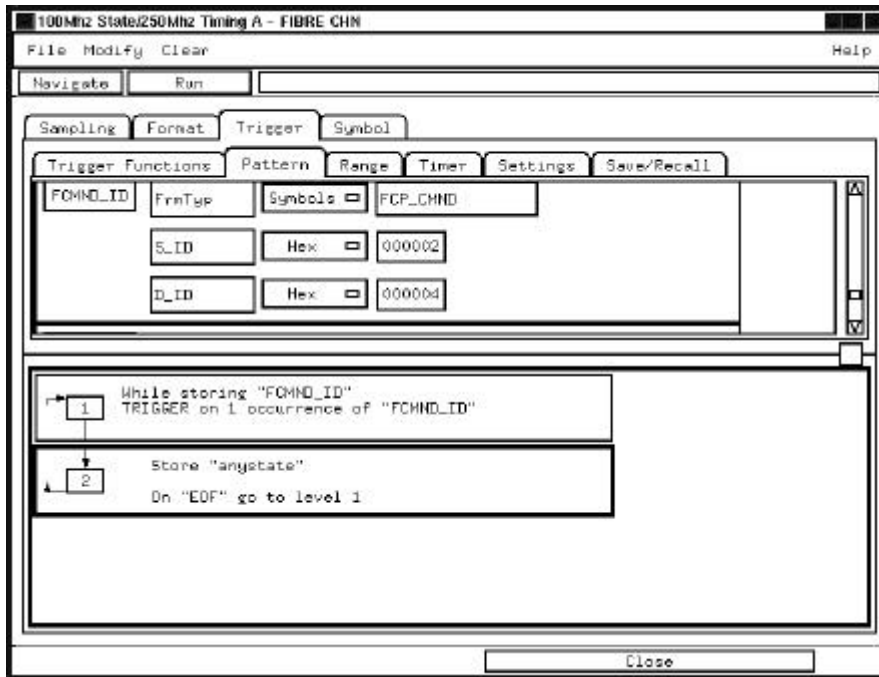 100Mhz State/250Mhz Timing A - FIBRE CHN
File Modify Clear Help
Navigate Run
Sampling Format Trigger Symbol
Trigger Functions Pattern Range Timer Settings Save/Recall
FCMND_ID FrmTyp Symbols FCP_CMND
S_ID Hex 000002
D_ID Hex 000004
1 While storing "FCMND_ID"
TRIGGER on 1 occurrence of "FCMND_ID"
2 Store "anystate"
On "EOF" go to level 1
Close